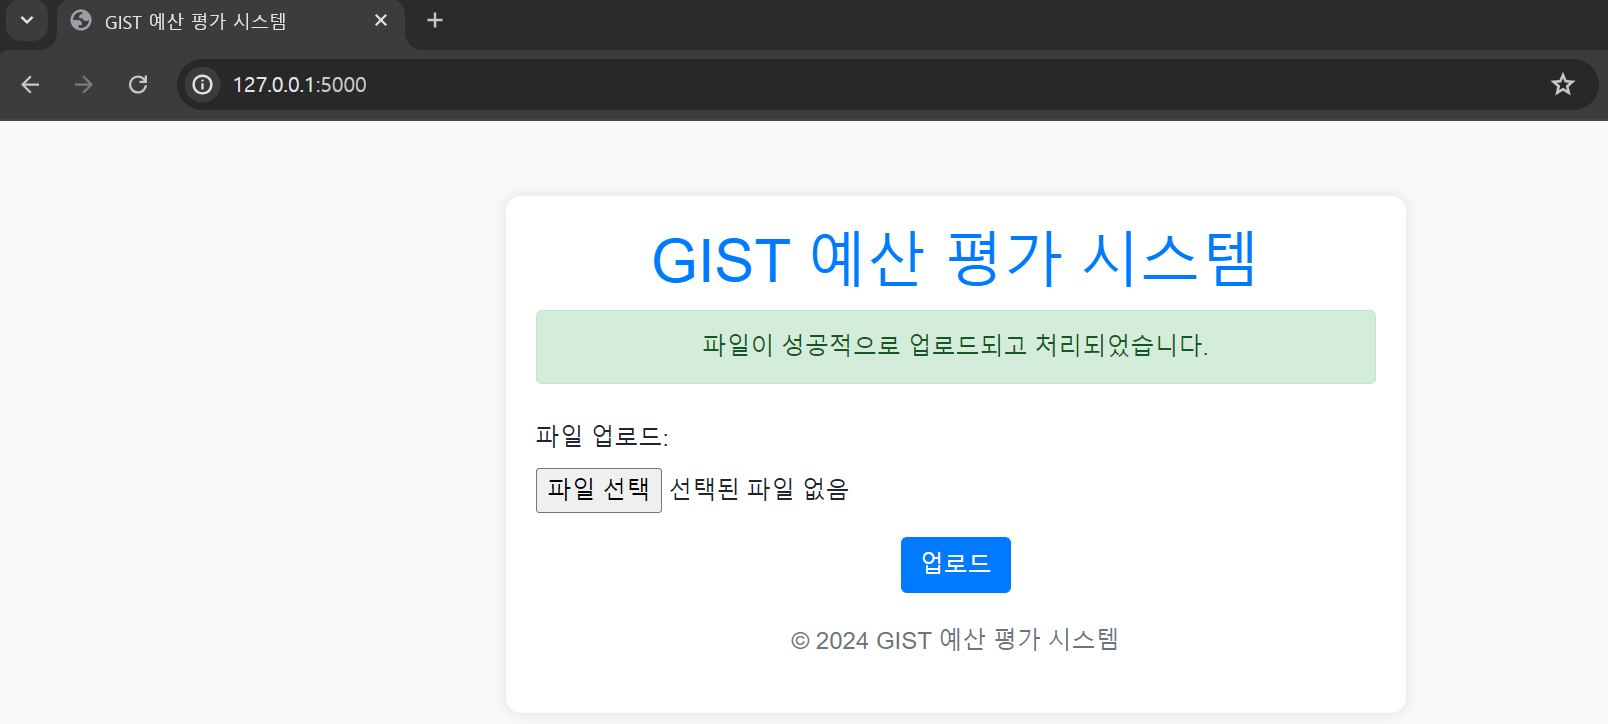 GIST 예산 평가 시스템
127.0.0.1:5000
GIST 예산 평가 시스템
파일이 성공적으로 업로드되고 처리되었습니다.
파일 업로드:
파일 선택 선택된 파일 없음
업로드
© 2024 GIST 예산 평가 시스템